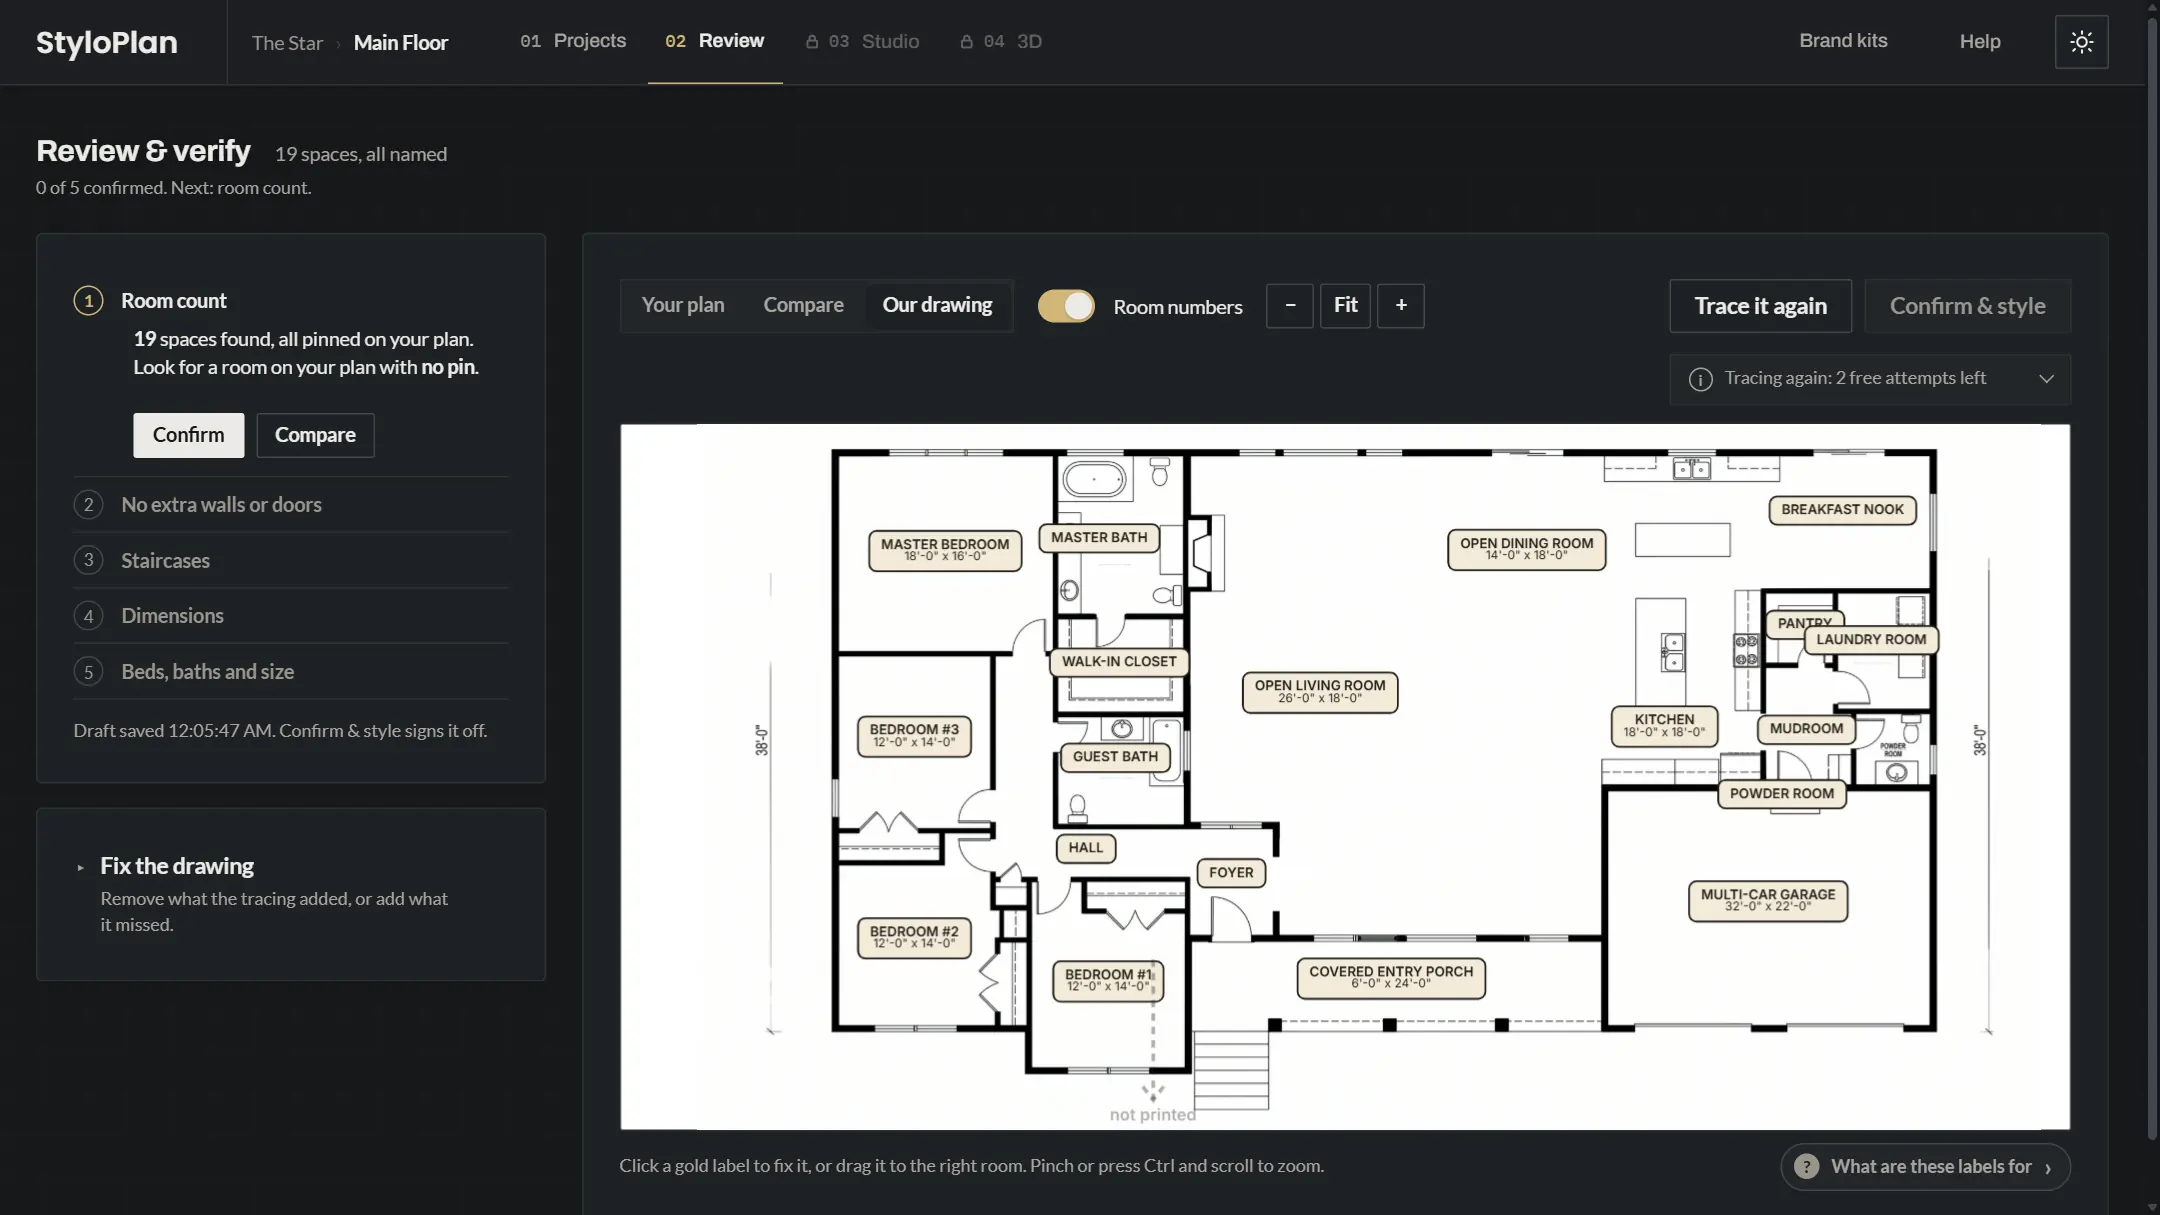 StyloPlan
The Star › Main Floor
01 Projects
02 Review
03 Studio
04 3D
Brand kits
Help
Review & verify
19 spaces, all named
0 of 5 confirmed. Next: room count.
1 Room count
19 spaces found, all pinned on your plan.
Look for a room on your plan with no pin.
Confirm
Compare
2 No extra walls or doors
3 Staircases
4 Dimensions
5 Beds, baths and size
Draft saved 12:05:47 AM. Confirm & style signs it off.
Fix the drawing
Remove what the tracing added, or add what
it missed.
Your plan
Compare
Our drawing
Room numbers
−
Fit
+
Trace it again
Confirm & style
Tracing again: 2 free attempts left
BREAKFAST NOOK
MASTER BATH
MASTER BEDROOM
18'-0" x 16'-0"
OPEN DINING ROOM
14'-0" x 18'-0"
PANTRY
LAUNDRY ROOM
WALK-IN CLOSET
OPEN LIVING ROOM
26'-0" x 18'-0"
BEDROOM #3
12'-0" x 14'-0"
KITCHEN
18'-0" x 18'-0"
MUDROOM
38'-0"
38'-0"
POWDER
ROOM
GUEST BATH
POWDER ROOM
HALL
FOYER
MULTI-CAR GARAGE
32'-0" x 22'-0"
BEDROOM #2
12'-0" x 14'-0"
BEDROOM #1
12'-0" x 14'-0"
COVERED ENTRY PORCH
6'-0" x 24'-0"
not printed
Click a gold label to fix it, or drag it to the right room. Pinch or press Ctrl and scroll to zoom.
? What are these labels for ›